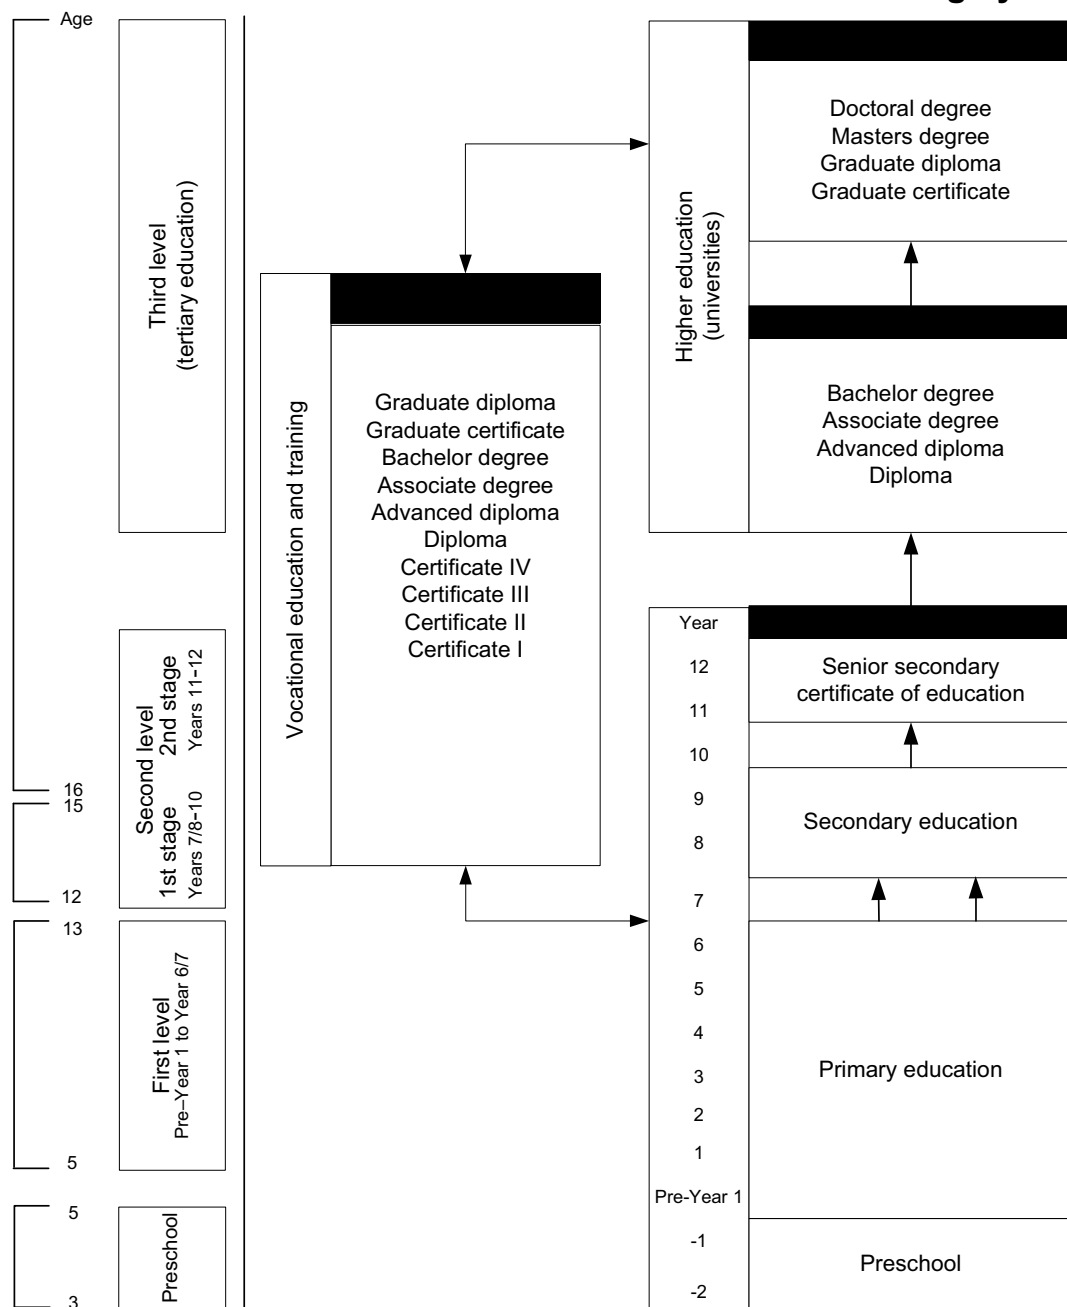 Age
Third level
(tertiary education)
Second level
2nd stage
Years 11-12
1st stage
Years 7/8-10
16
15
12
13
First level
Pre–Year 1 to Year 6/7
5
5
Preschool
3
Vocational education and training
Graduate diploma
Graduate certificate
Bachelor degree
Associate degree
Advanced diploma
Diploma
Certificate IV
Certificate III
Certificate II
Certificate I
Higher education
(universities)
Doctoral degree
Masters degree
Graduate diploma
Graduate certificate
Bachelor degree
Associate degree
Advanced diploma
Diploma
Year
12
11
10
9
8
7
6
5
4
3
2
1
Pre-Year 1
-1
-2
Senior secondary
certificate of education
Secondary education
Primary education
Preschool